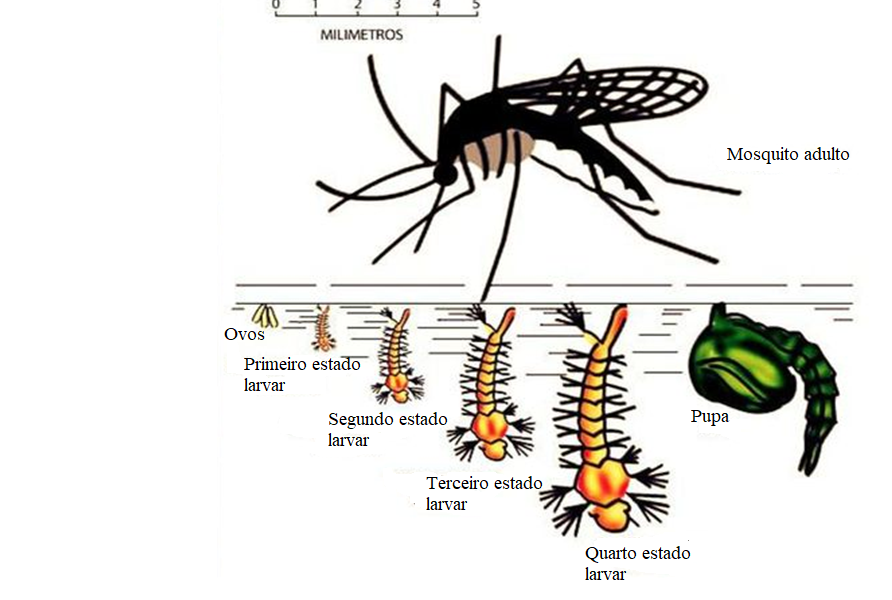 0 1 2 3 4 5
MILIMETROS
Mosquito adulto
Ovos
Primeiro estado
larvar
Segundo estado
larvar
Pupa
Terceiro estado
larvar
Quarto estado
larvar